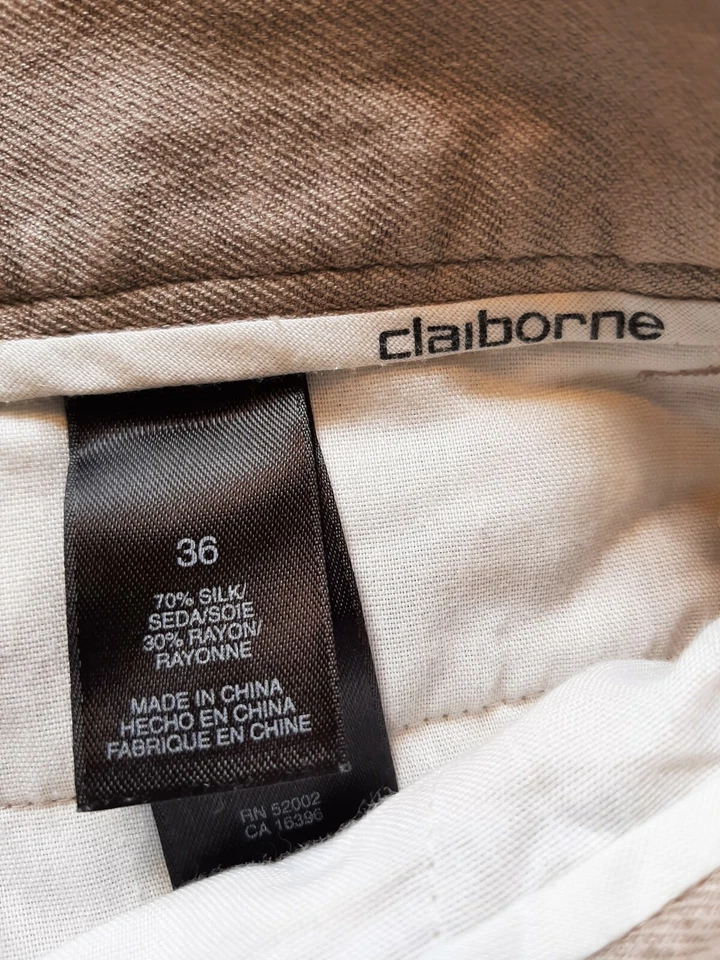 claiborne
36
70% SILK/
SEDA/SOIE
30% RAYON/
RAYONNE
MADE IN CHINA
HECHO EN CHINA
FABRIQUE EN CHINE
RN 52002
CA 16396